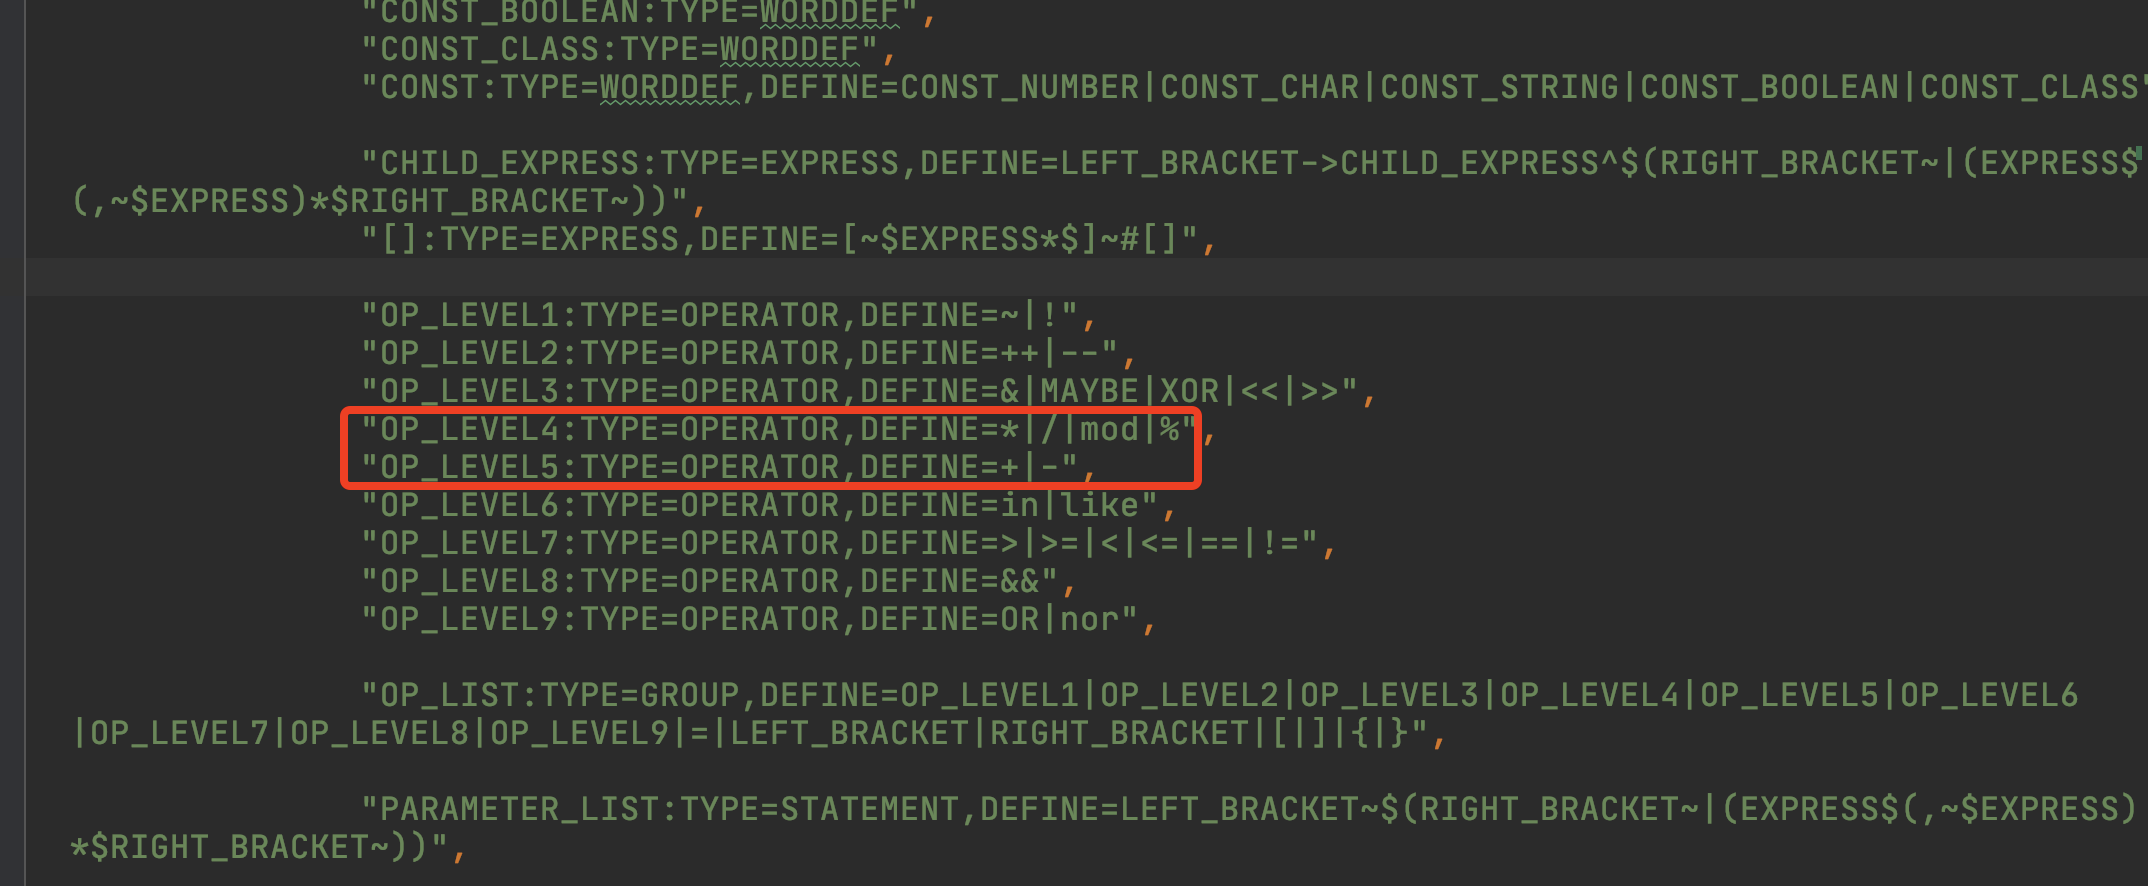 "CONST_BOOLEAN:TYPE=WORDDEF",
"CONST_CLASS:TYPE=WORDDEF",
"CONST:TYPE=WORDDEF,DEFINE=CONST_NUMBER|CONST_CHAR|CONST_STRING|CONST_BOOLEAN|CONST_CLASS"
"CHILD_EXPRESS:TYPE=EXPRESS,DEFINE=LEFT_BRACKET->CHILD_EXPRESS^$(RIGHT_BRACKET~|(EXPRESS$
(,~$EXPRESS)*$RIGHT_BRACKET~))",
"[]:TYPE=EXPRESS,DEFINE=[~$EXPRESS*$]~#[]",
"OP_LEVEL1:TYPE=OPERATOR,DEFINE=~|!",
"OP_LEVEL2:TYPE=OPERATOR,DEFINE=++|--",
"OP_LEVEL3:TYPE=OPERATOR,DEFINE=&|MAYBE|XOR|<<|>>",
"OP_LEVEL4:TYPE=OPERATOR,DEFINE=*|/|mod|%",
"OP_LEVEL5:TYPE=OPERATOR,DEFINE=+|-",
"OP_LEVEL6:TYPE=OPERATOR,DEFINE=in|like",
"OP_LEVEL7:TYPE=OPERATOR,DEFINE=>|>=|<|<=|==|!=",
"OP_LEVEL8:TYPE=OPERATOR,DEFINE=&&",
"OP_LEVEL9:TYPE=OPERATOR,DEFINE=OR|nor",
"OP_LIST:TYPE=GROUP,DEFINE=OP_LEVEL1|OP_LEVEL2|OP_LEVEL3|OP_LEVEL4|OP_LEVEL5|OP_LEVEL6
|OP_LEVEL7|OP_LEVEL8|OP_LEVEL9|=|LEFT_BRACKET|RIGHT_BRACKET|[|]|{|}",
"PARAMETER_LIST:TYPE=STATEMENT,DEFINE=LEFT_BRACKET~$(RIGHT_BRACKET~|(EXPRESS$(,~$EXPRESS)
*$RIGHT_BRACKET~))",